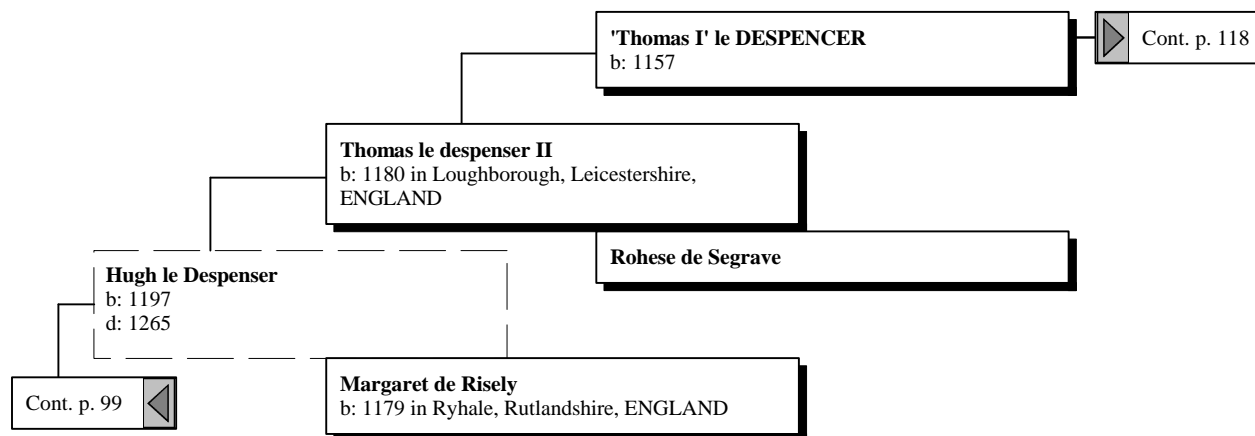 'Thomas I' le DESPENCER
b: 1157
Cont. p. 118
Thomas le despenser II
b: 1180 in Loughborough, Leicestershire,
ENGLAND
Rohese de Segrave
Hugh le Despenser
b: 1197
d: 1265
Cont. p. 99
Margaret de Risely
b: 1179 in Ryhale, Rutlandshire, ENGLAND